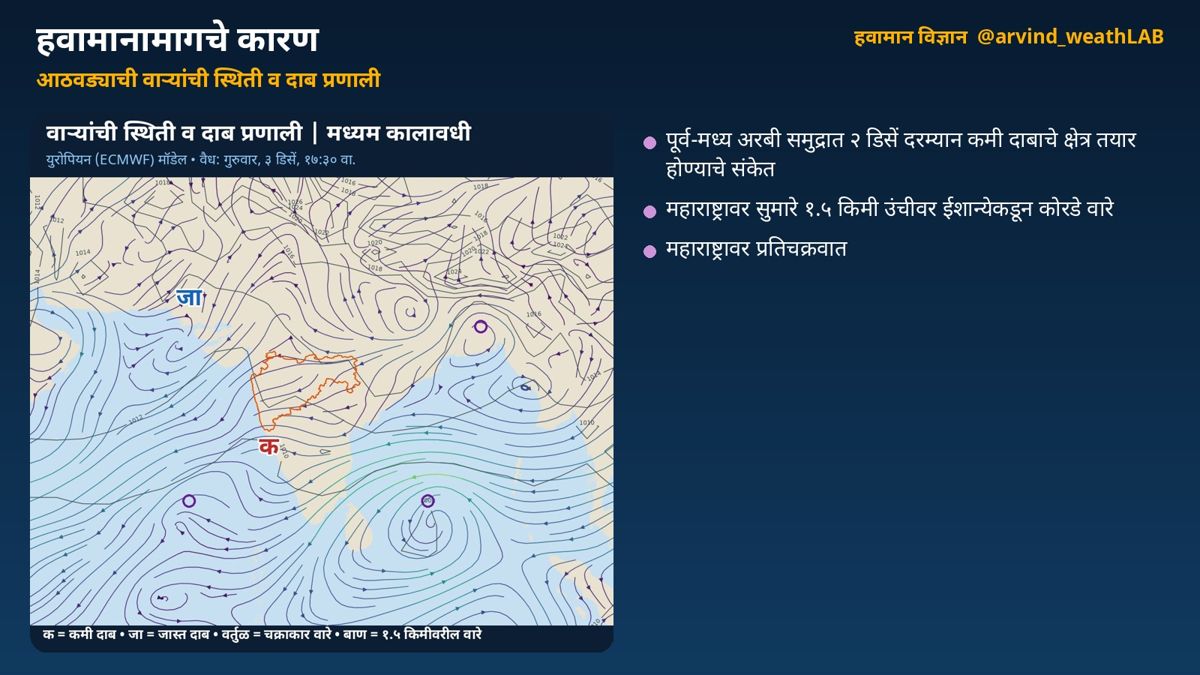 हवामानामागचे कारण
हवामान विज्ञान @arvind_weathLAB
आठवड्याची वाऱ्यांची स्थिती व दाब प्रणाली
वाऱ्यांची स्थिती व दाब प्रणाली | मध्यम कालावधी
युरोपियन (ECMWF) मॉडेल • वैध: गुरुवार, ३ डिसें, १७:३० वा.
जा
क
क = कमी दाब • जा = जास्त दाब • वर्तुळ = चक्राकार वारे • बाण = १.५ किमीवरील वारे
पूर्व-मध्य अरबी समुद्रात २ डिसें दरम्यान कमी दाबाचे क्षेत्र तयार
होण्याचे संकेत
महाराष्ट्रावर सुमारे १.५ किमी उंचीवर ईशान्येकडून कोरडे वारे
महाराष्ट्रावर प्रतिचक्रवात